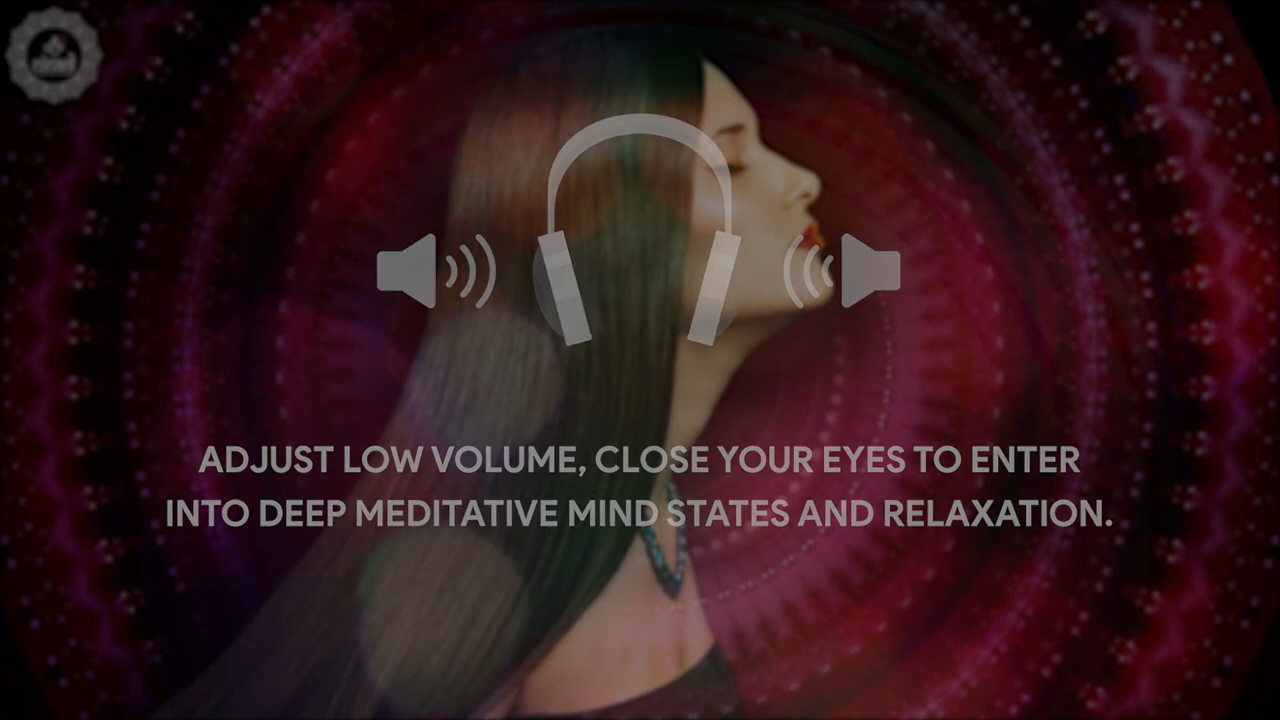 ADJUST LOW VOLUME, CLOSE YOUR EYES TO ENTER
INTO DEEP MEDITATIVE MIND STATES AND RELAXATION.